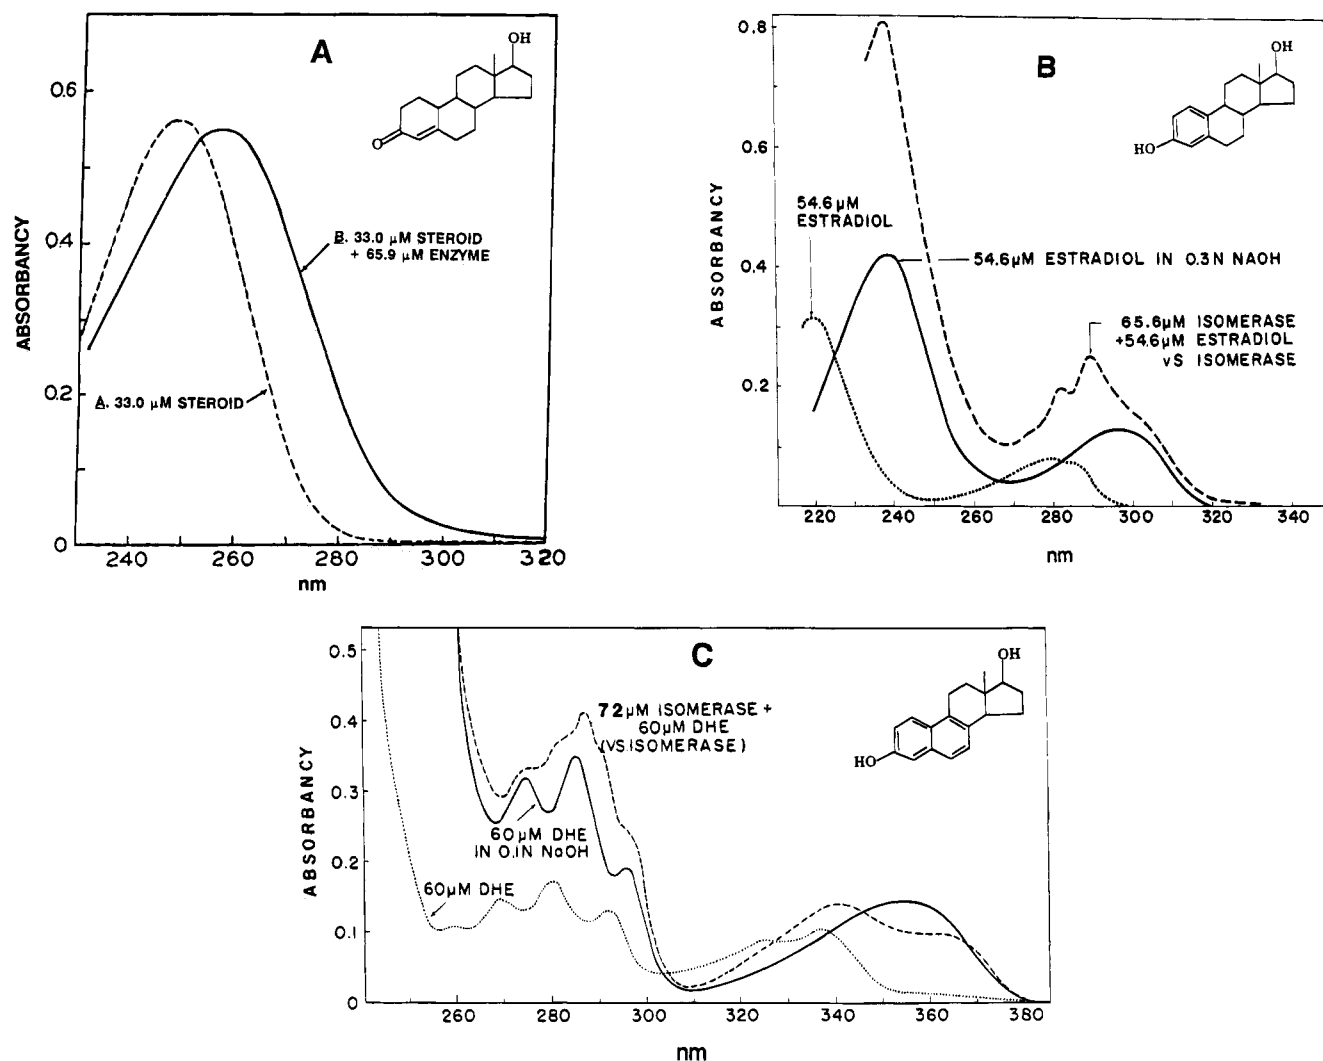 A
OH
O
0.6
0.4
0.2
0
ABSORBANCY
B. 33.0 µM STEROID
+ 65.9 µM ENZYME
A. 33.0 µM STEROID
240 260 280 300 320
nm
B
OH
HO
0.8
0.6
0.4
0.2
ABSORBANCY
54.6µM
ESTRADIOL
54.6µM ESTRADIOL IN 0.3N NAOH
65.6µM ISOMERASE
+54.6µM ESTRADIOL
vS ISOMERASE
220 240 260 280 300 320 340
nm
C
OH
HO
0.5
0.4
0.3
0.2
0.1
0
ABSORBANCY
72µM ISOMERASE +
60µM DHE
(VS.ISOMERASE)
60µM DHE
IN 0.1N NaOH
60µM DHE
260 280 300 320 340 360 380
nm